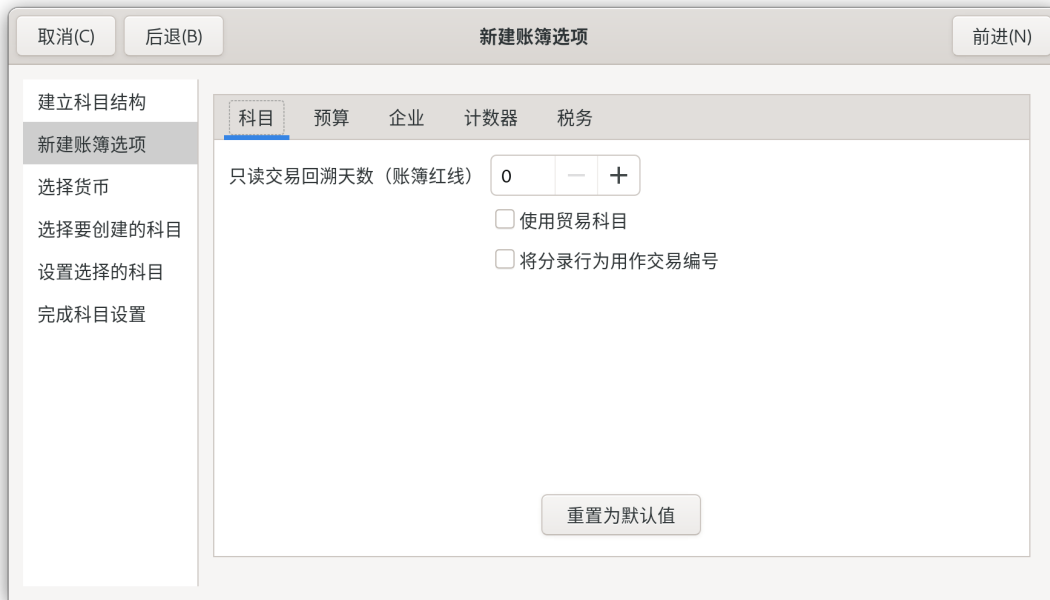 取消(C)
后退(B)
新建账簿选项
前进(N)
建立科目结构
新建账簿选项
选择货币
选择要创建的科目
设置选择的科目
完成科目设置
科目
预算
企业
计数器
税务
只读交易回溯天数（账簿红线）
0
使用贸易科目
将分录行为用作交易编号
重置为默认值